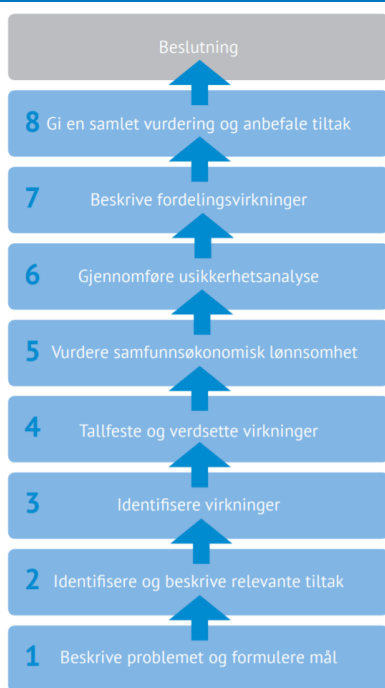 Beslutning
8 Gi en samlet vurdering og anbefale tiltak
7 Beskrive fordelingsvirkninger
6 Gjennomføre usikkerhetsanalyse
5 Vurdere samfunnsøkonomisk lønnsomhet
4 Tallfeste og verdsette virkninger
3 Identifisere virkninger
2 Identifisere og beskrive relevante tiltak
1 Beskrive problemet og formulere mål